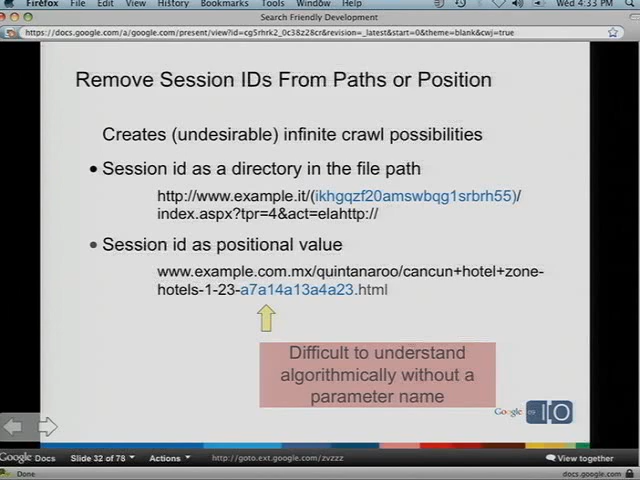 Firefox File Edit View History Bookmarks Tools Window Help Wed 4:33 PM
Search Friendly Development
https://docs.google.com/a/google.com/present/view?id=cg5rhrk2_0c38z28cr&revision=_latest&start=0&theme=blank&cwj=true
Remove Session IDs From Paths or Position
Creates (undesirable) infinite crawl possibilities
• Session id as a directory in the file path
http://www.example.it/(ikhgqzf20amswbqg1srbrh55)/
index.aspx?tpr=4&act=elahttp://
• Session id as positional value
www.example.com.mx/quintanaroo/cancun+hotel+zone-
hotels-1-23-a7a14a13a4a23.html
Difficult to understand
algorithmically without a
parameter name
Google 09 I/O
Google Docs Slide 32 of 78 Actions http://goto.ext.google.com/zvzzz View together
Done docs.google.com